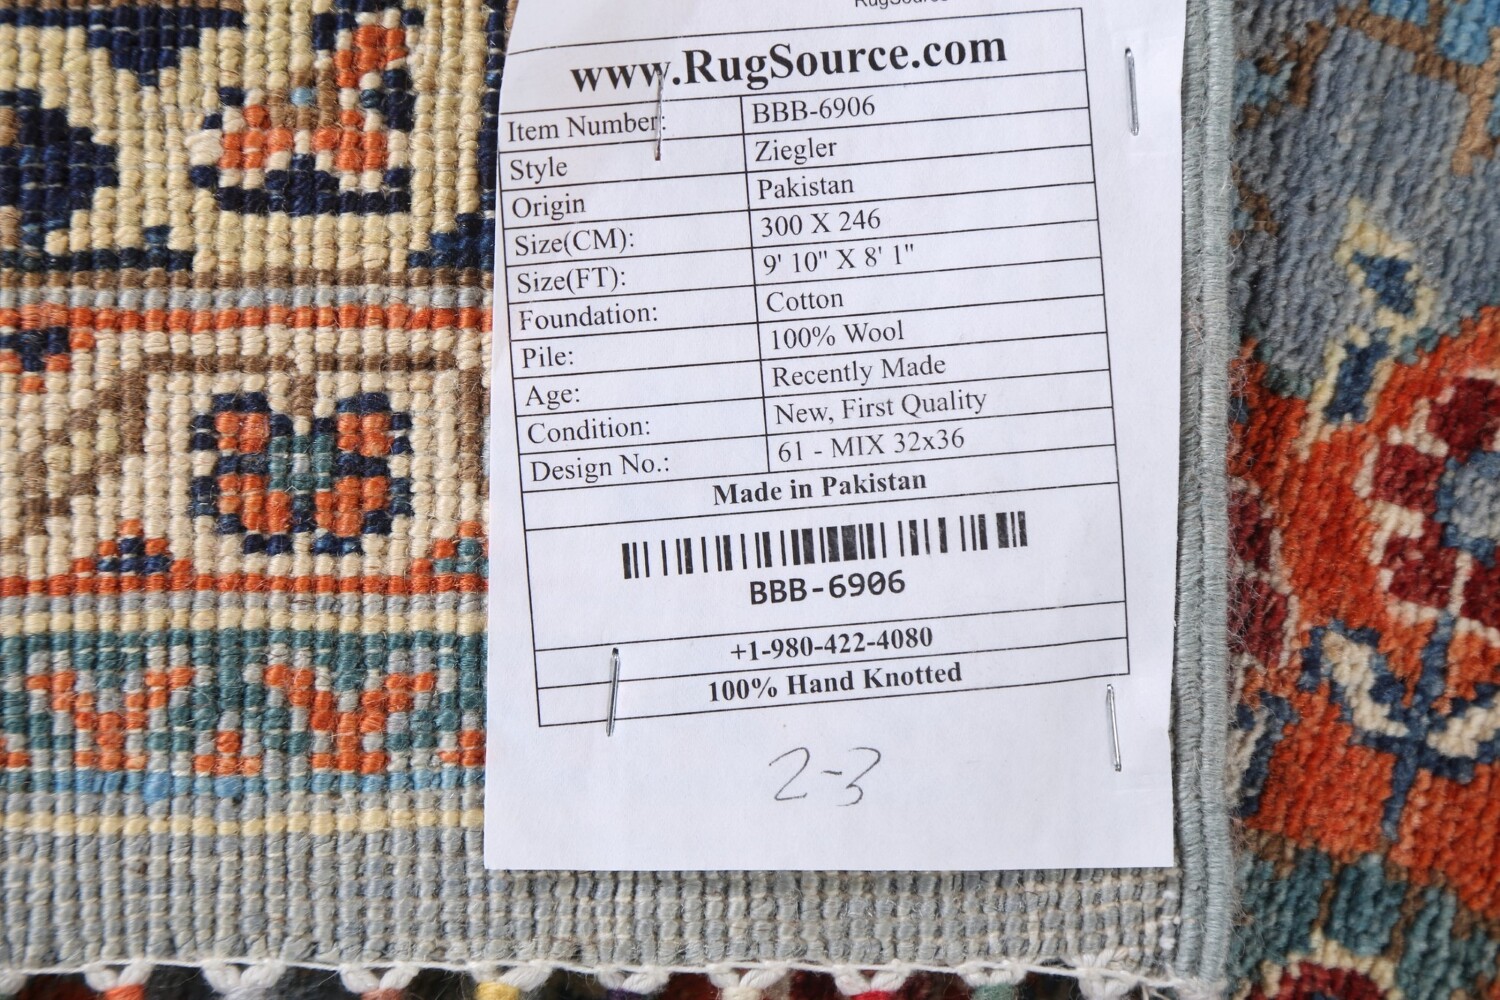 www.RugSource.com
Item Number: BBB-6906
Style Ziegler
Origin Pakistan
Size(CM): 300 X 246
Size(FT): 9' 10" X 8' 1"
Foundation: Cotton
Pile: 100% Wool
Age: Recently Made
Condition: New, First Quality
Design No.: 61 - MIX 32x36
Made in Pakistan
BBB-6906
+1-980-422-4080
100% Hand Knotted
2-3